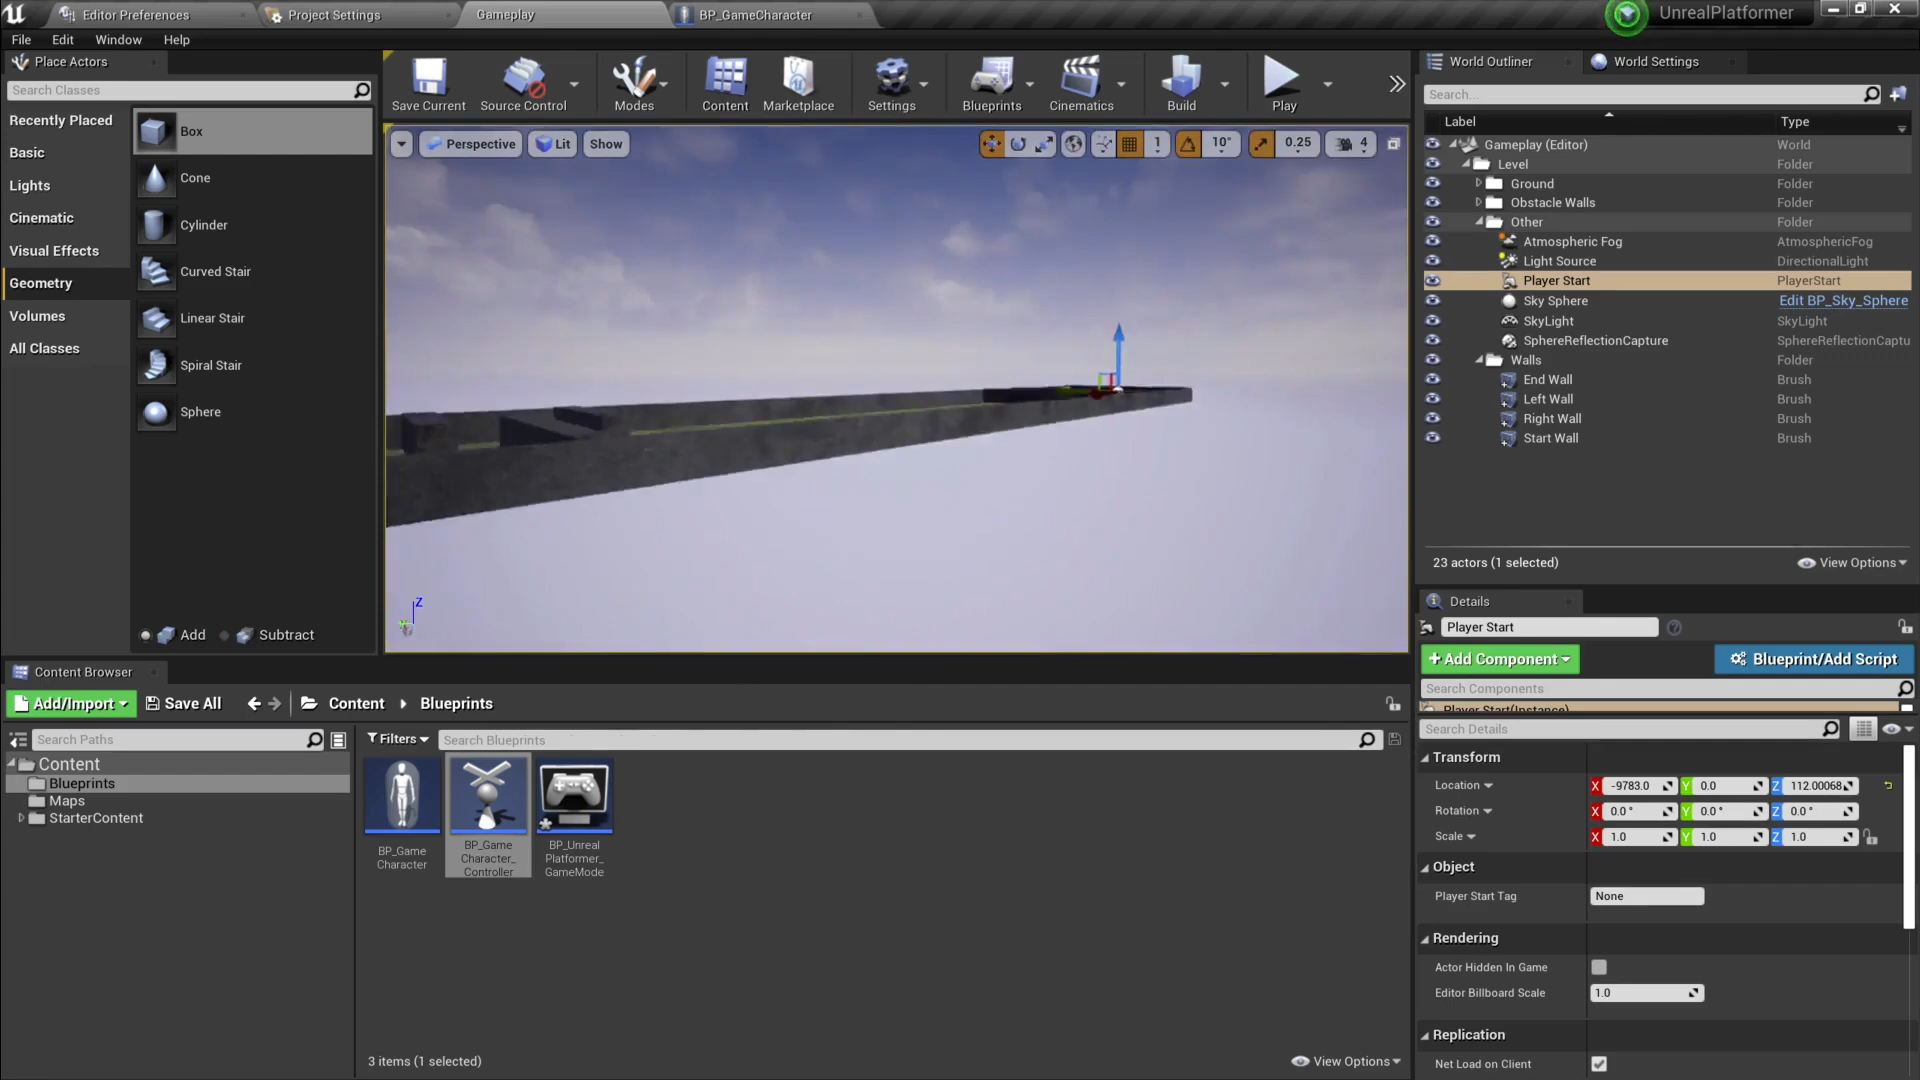 Editor Preferences
Project Settings
Gameplay
BP_GameCharacter
UnrealPlatformer
File Edit Window Help
Place Actors
Search Classes
Recently Placed
Basic
Lights
Cinematic
Visual Effects
Geometry
Volumes
All Classes
Box
Cone
Cylinder
Curved Stair
Linear Stair
Spiral Stair
Sphere
Add Subtract
Save Current
Source Control
Modes
Content
Marketplace
Settings
Blueprints
Cinematics
Build
Play
Perspective
Lit
Show
1
10°
0.25
4
Z
World Outliner
World Settings
Search...
Label Type
Gameplay (Editor) World
Level Folder
Ground Folder
Obstacle Walls Folder
Other Folder
Atmospheric Fog AtmosphericFog
Light Source DirectionalLight
Player Start PlayerStart
Sky Sphere Edit BP_Sky_Sphere
SkyLight SkyLight
SphereReflectionCapture SphereReflectionCaptu
Walls Folder
End Wall Brush
Left Wall Brush
Right Wall Brush
Start Wall Brush
23 actors (1 selected) View Options
Details
Player Start
+ Add Component
Blueprint/Add Script
Search Components
Player Start(Instance)
Search Details
Transform
Location X -9783.0 Y 0.0 Z 112.00068
Rotation X 0.0 ° Y 0.0 ° Z 0.0 °
Scale X 1.0 Y 1.0 Z 1.0
Object
Player Start Tag None
Rendering
Actor Hidden In Game
Editor Billboard Scale 1.0
Replication
Net Load on Client
Content Browser
Add/Import
Save All
Content Blueprints
Search Paths
Filters
Search Blueprints
Content
Blueprints
Maps
StarterContent
BP_Game
Character
BP_Game
Character_
Controller
BP_Unreal
Platformer_
GameMode
3 items (1 selected) View Options